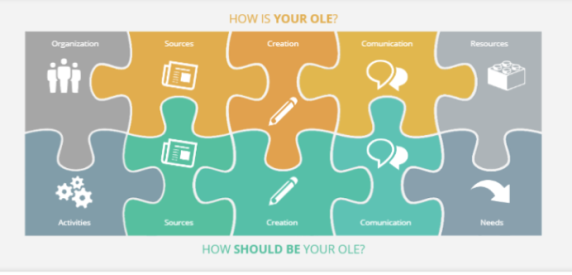 HOW IS YOUR OLE?
Organization
Sources
Creation
Comunication
Resources
Activities
Sources
Creation
Comunication
Needs
HOW SHOULD BE YOUR OLE?